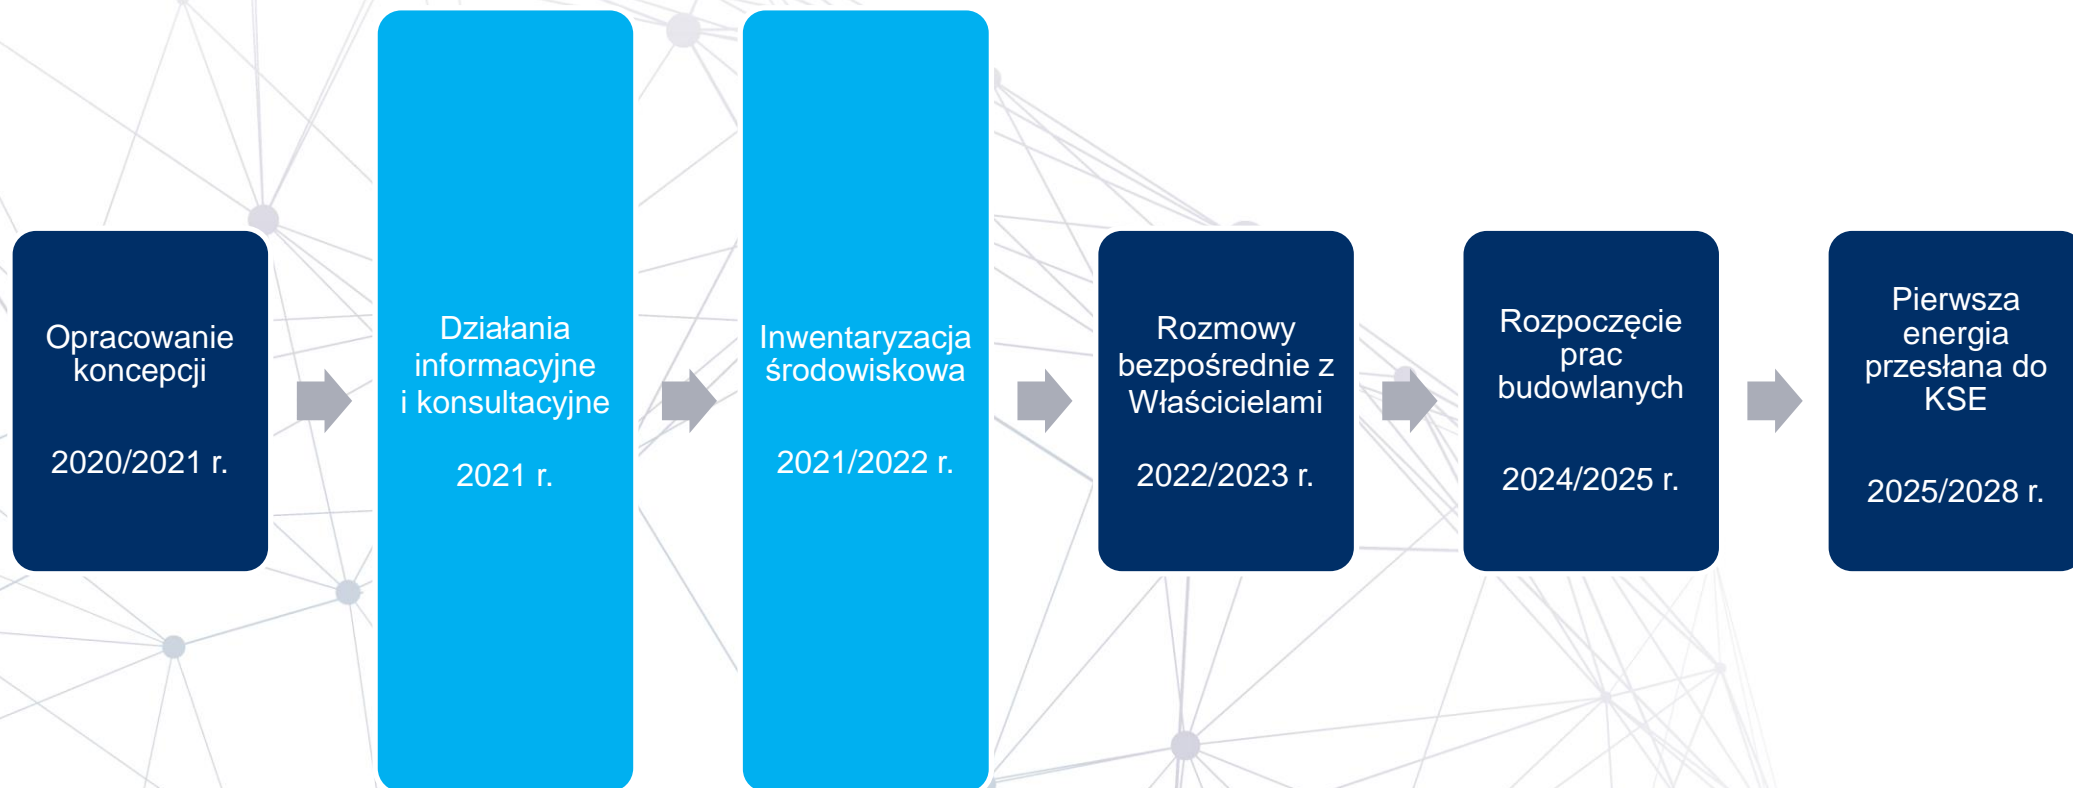 Opracowanie
koncepcji
2020/2021 r.
Działania
informacyjne
i konsultacyjne
2021 r.
Inwentaryzacja
środowiskowa
2021/2022 r.
Rozmowy
bezpośrednie z
Właścicielami
2022/2023 r.
Rozpoczęcie
prac
budowlanych
2024/2025 r.
Pierwsza
energia
przesłana do
KSE
2025/2028 r.